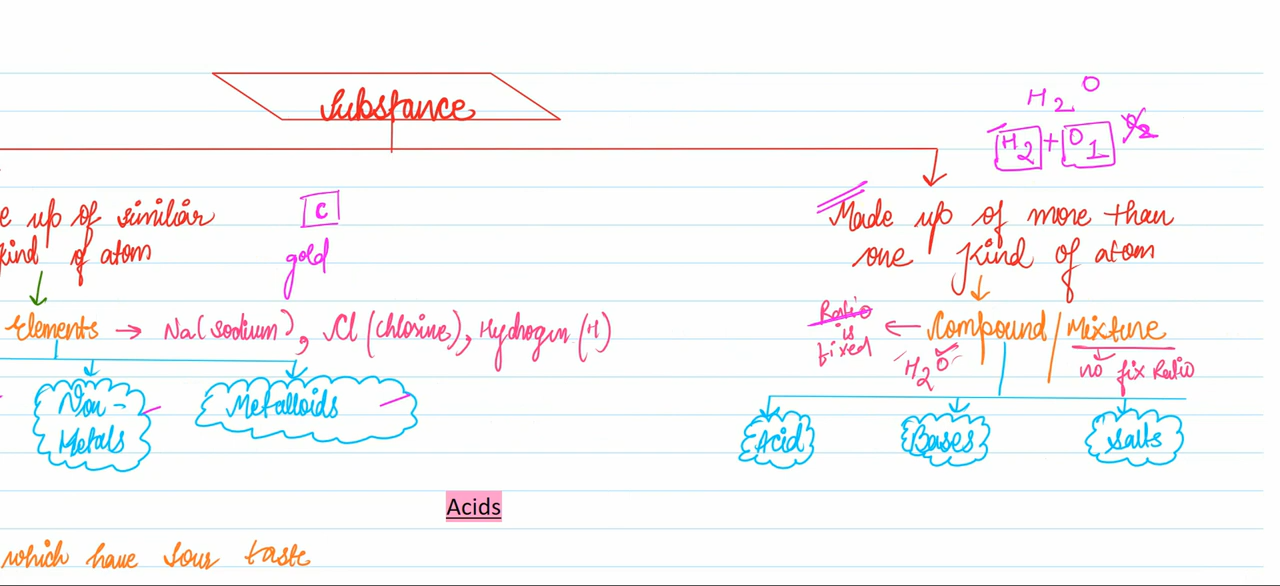 Substance
H2O
H2 + O1 O2
e up of similiar
kind of atom
C
gold
Made up of more than
one kind of atom
Elements → Na(sodium), Cl (chlorine), Hydrogen (H)
Ratio
is
fixed
← Compound / Mixture
H2O
no fix Ratio
Non-
Metals
Metalloids
Acid
Bases
Salts
Acids
which have sour taste